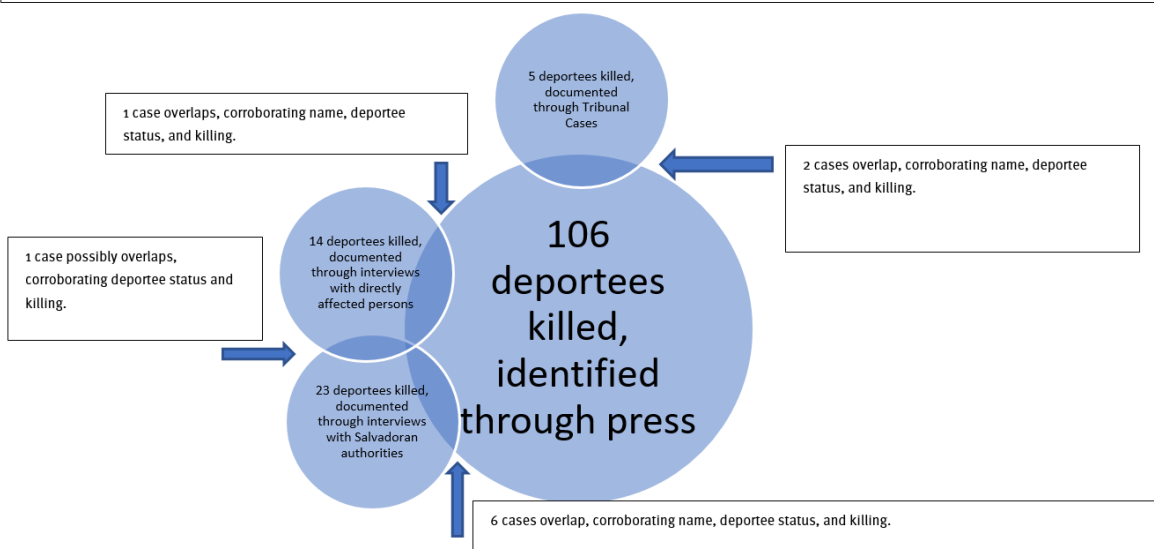 5 deportees killed,
documented
through Tribunal
Cases
1 case overlaps, corroborating name, deportee
status, and killing.
2 cases overlap, corroborating name, deportee
status, and killing.
106
deportees
killed,
identified
through press
14 deportees killed,
documented
through interviews
with directly
affected persons
1 case possibly overlaps,
corroborating deportee status and
killing.
23 deportees killed,
documented
through interviews
with Salvadoran
authorities
6 cases overlap, corroborating name, deportee status, and killing.